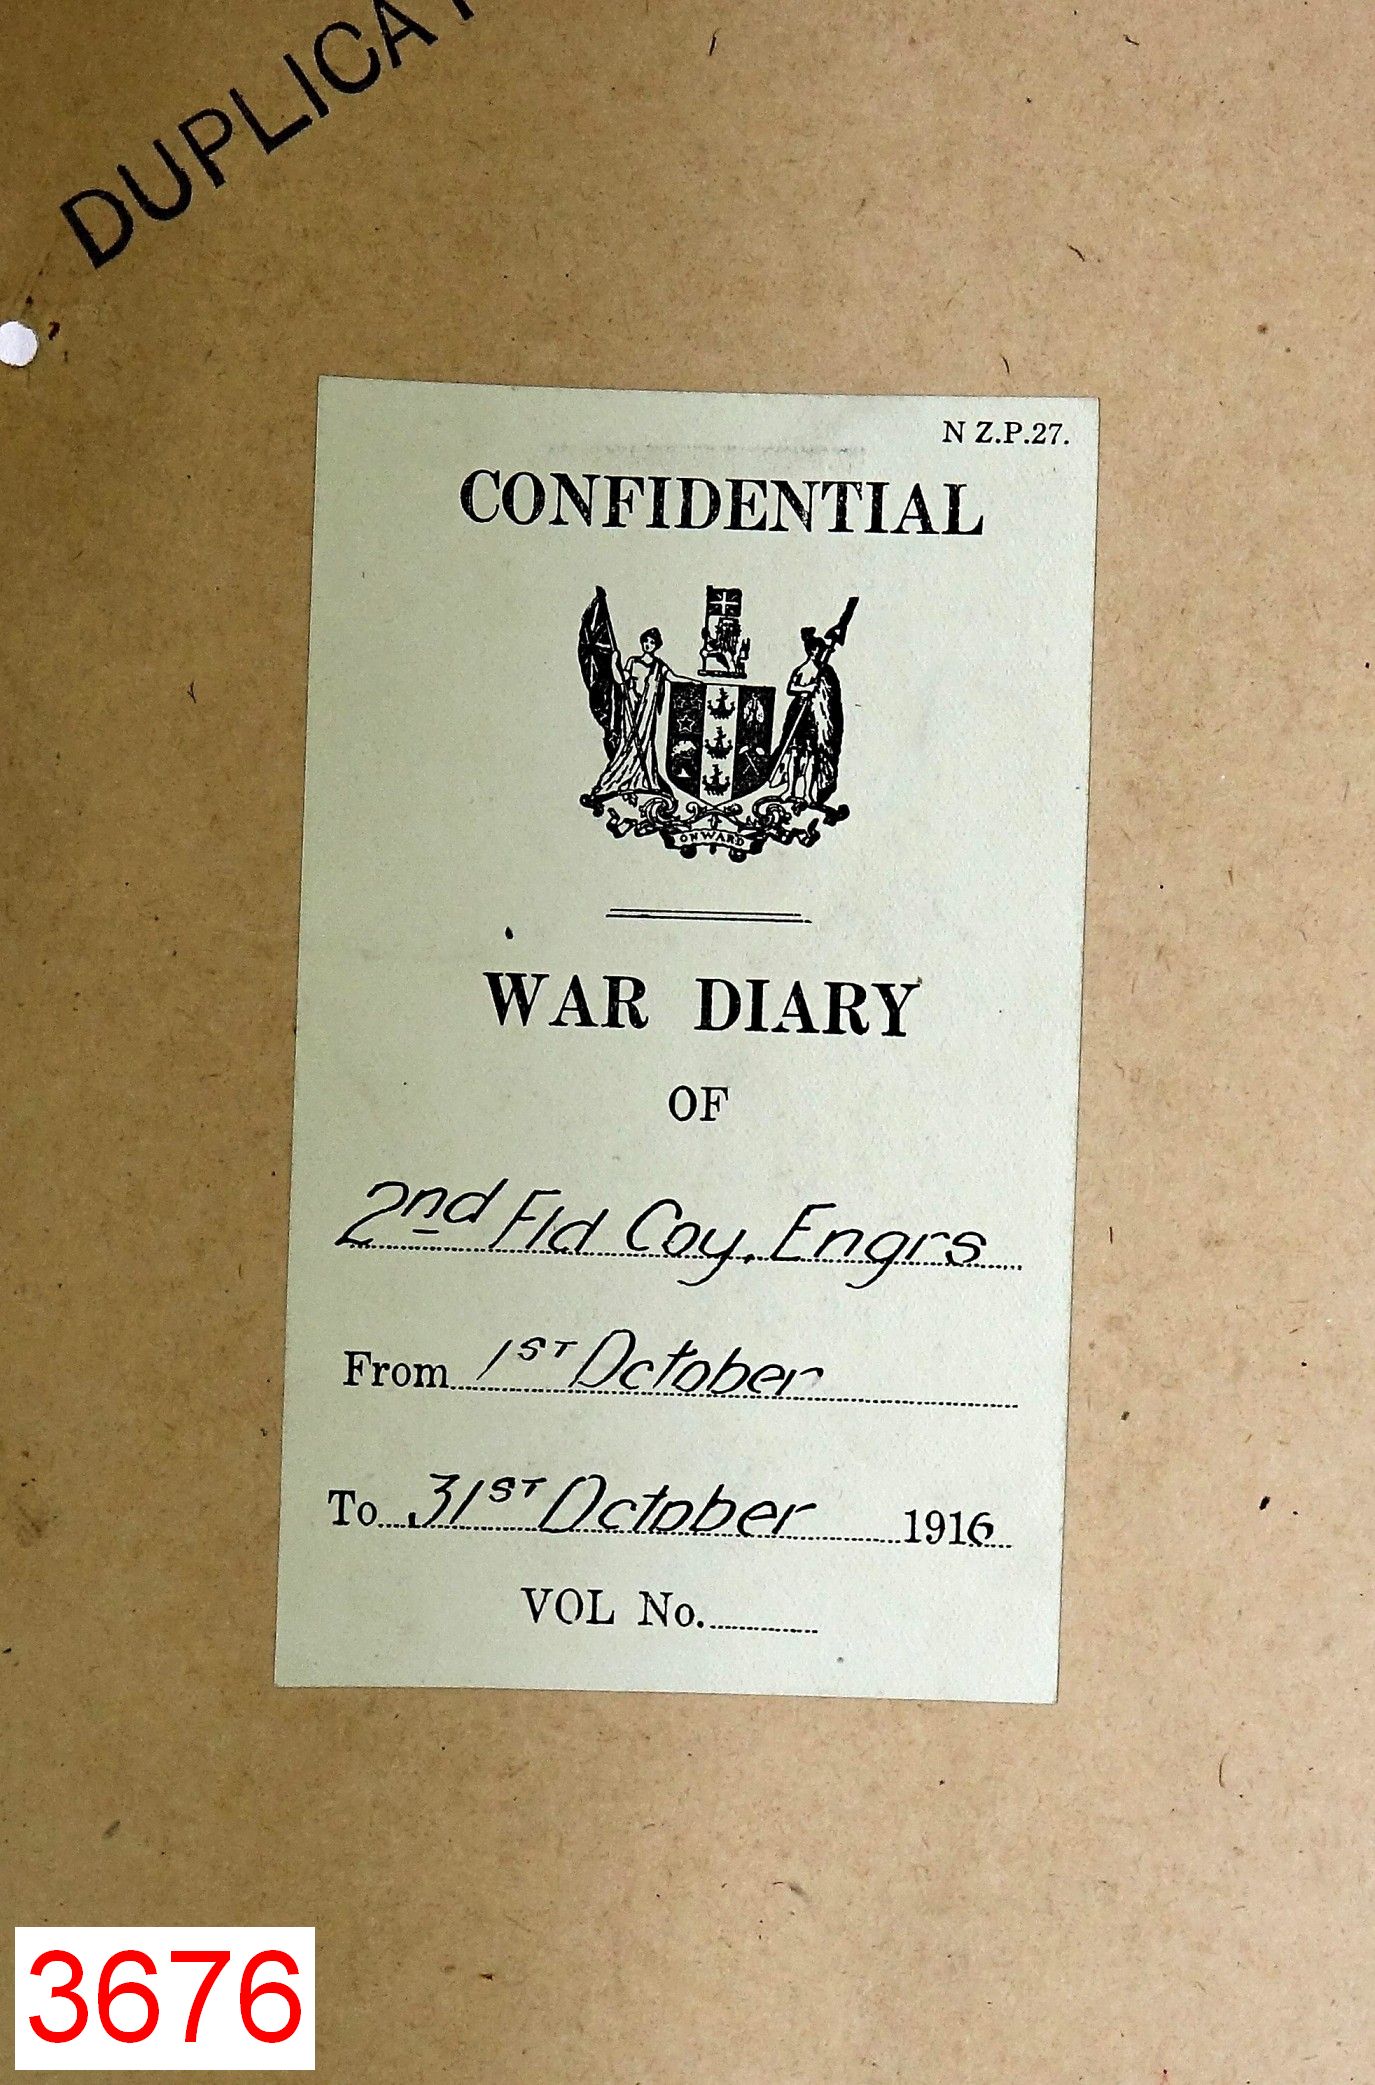 DUPLICAT
N Z.P.27.
CONFIDENTIAL
ONWARD
WAR DIARY
OF
2nd Fld Coy. Engrs
From 1ST October
To 31ST October 1916
VOL No.
3676